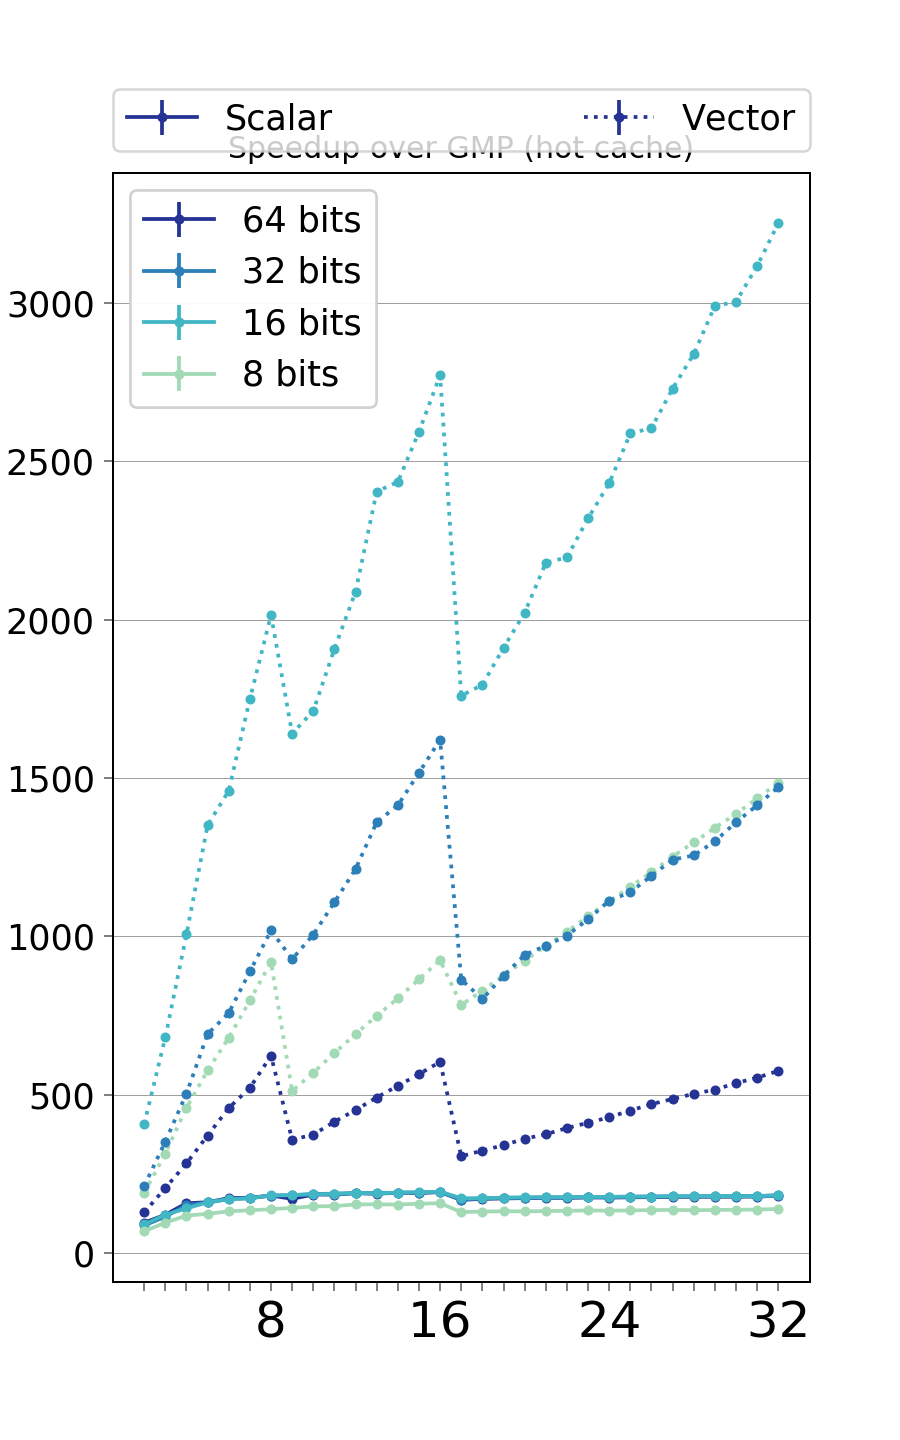 Scalar Vector
Speedup over GMP (hot cache)
64 bits
32 bits
16 bits
8 bits
3000
2500
2000
1500
1000
500
0
8 16 24 32